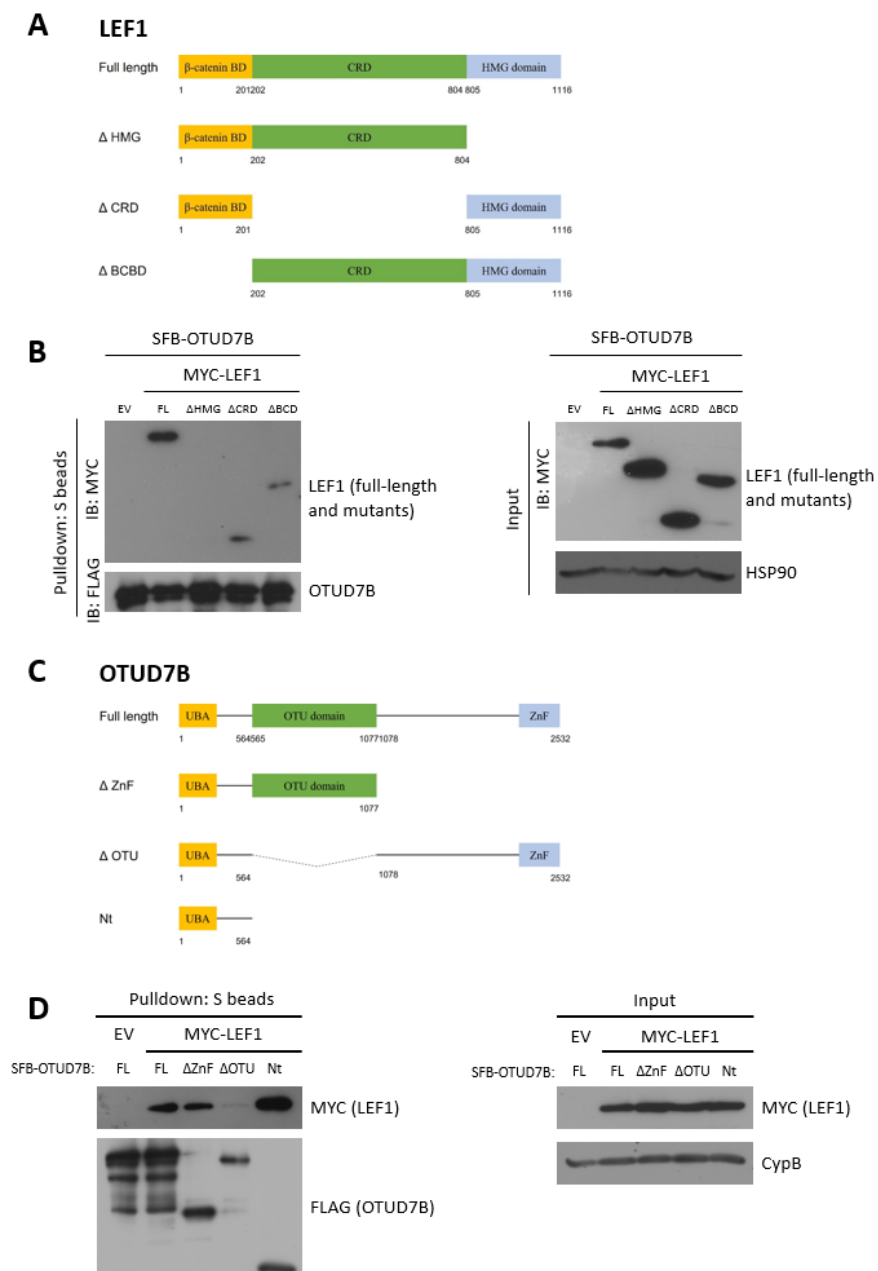 A LEF1
Full length β-catenin BD CRD HMG domain
1 201202 804 805 1116
Δ HMG β-catenin BD CRD
1 202 804
Δ CRD β-catenin BD HMG domain
1 201 805 1116
Δ BCBD CRD HMG domain
202 805 1116
B
SFB-OTUD7B
MYC-LEF1
EV FL ΔHMG ΔCRD ΔBCD
Pulldown: S beads
IB: MYC
LEF1 (full-length
and mutants)
IB: FLAG
OTUD7B
SFB-OTUD7B
MYC-LEF1
EV FL ΔHMG ΔCRD ΔBCD
Input
IB: MYC
LEF1 (full-length
and mutants)
HSP90
C OTUD7B
Full length UBA OTU domain ZnF
1 564565 10771078 2532
Δ ZnF UBA OTU domain
1 1077
Δ OTU UBA ZnF
1 564 1078 2532
Nt UBA
1 564
D
Pulldown: S beads
EV MYC-LEF1
SFB-OTUD7B: FL FL ΔZnF ΔOTU Nt
MYC (LEF1)
FLAG (OTUD7B)
Input
EV MYC-LEF1
SFB-OTUD7B: FL FL ΔZnF ΔOTU Nt
MYC (LEF1)
CypB